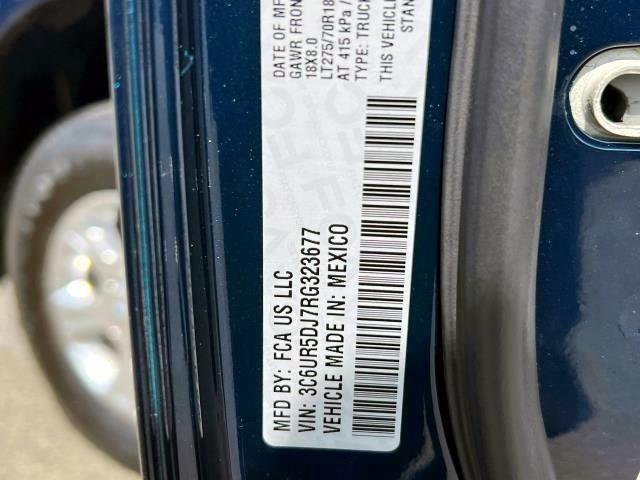 MFD BY: FCA US LLC
DATE OF MF
GAWR FRON
18X8.0
LT275/70R18
AT 415 kPa /
TYPE: TRUCK
VIN: 3C6UR5DJ7RG323677
THIS VEHICLE
STAN
VEHICLE MADE IN: MEXICO